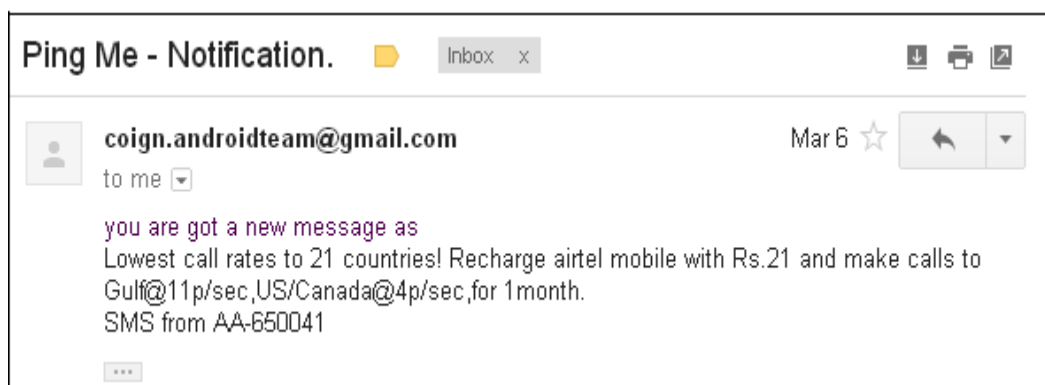 Ping Me - Notification.
Inbox x
coign.androidteam@gmail.com
Mar 6
to me
you are got a new message as
Lowest call rates to 21 countries! Recharge airtel mobile with Rs.21 and make calls to
Gulf@11p/sec,US/Canada@4p/sec,for 1month.
SMS from AA-650041